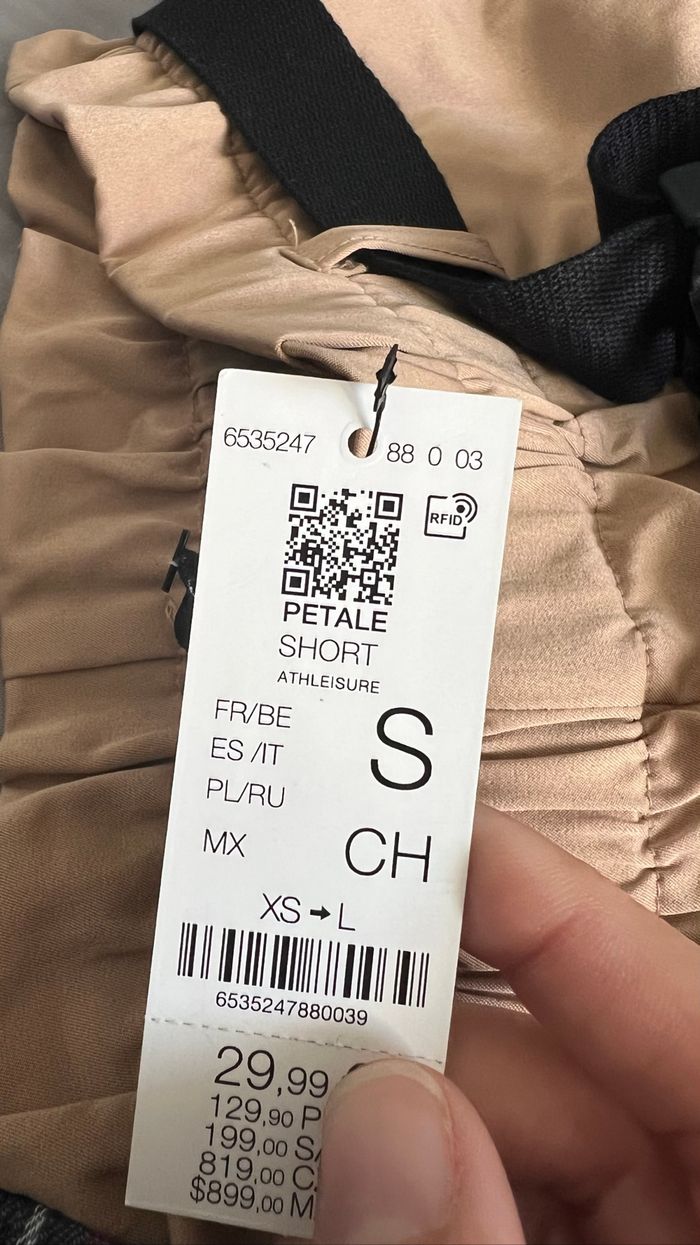 6535247 88 0 03
RFID
PETALE
SHORT
ATHLEISURE
FR/BE
ES /IT
PL/RU
S
MX CH
XS → L
6535247880039
29,99
129,90 P
199,00 S
819,00 C
$899,00 M